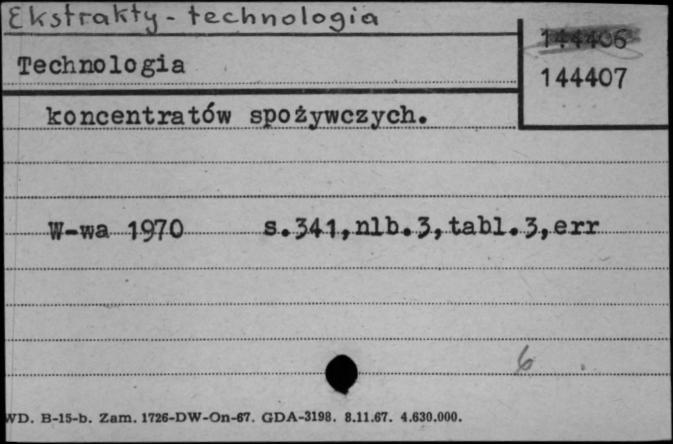 Ekstrakty - technologia
144406
Technologia
144407
koncentratów spożywczych.
W-wa 1970 s.341,nlb.3,tabl.3,err
6
WD. B-15-b. Zam. 1726-DW-On-67. GDA-3198. 8.11.67. 4.630.000.